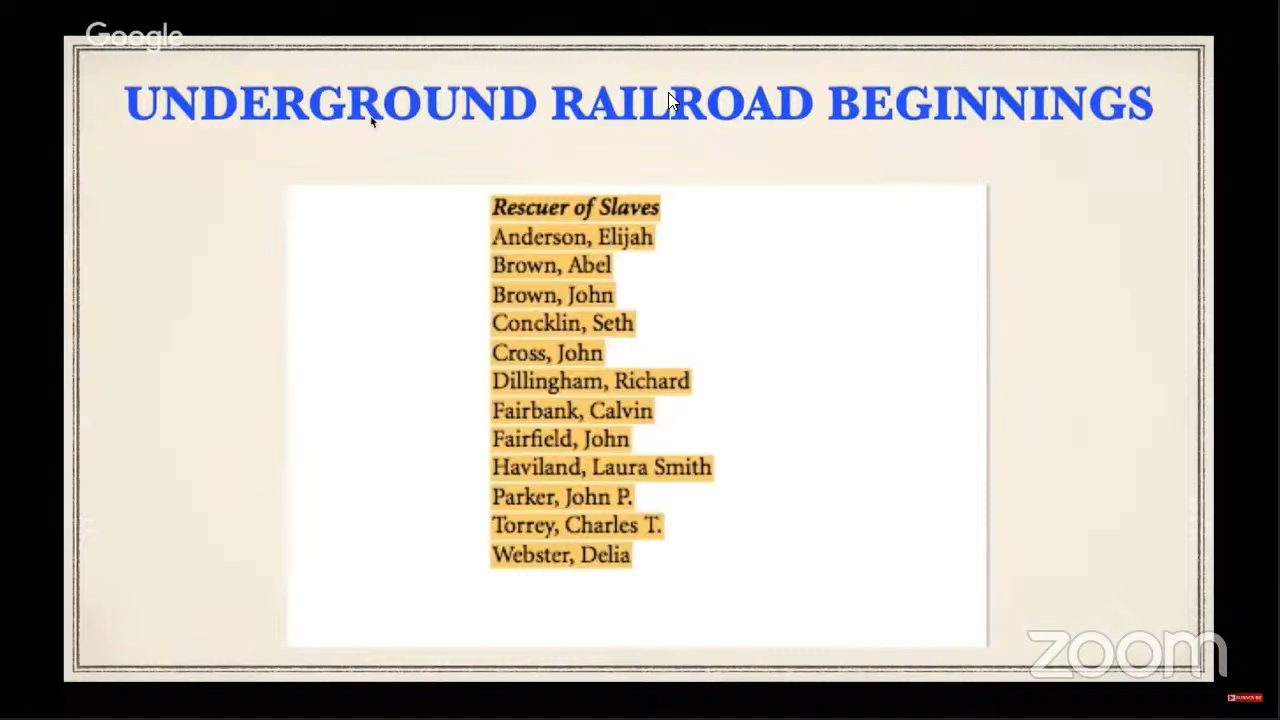 Google
UNDERGROUND RAILROAD BEGINNINGS
Rescuer of Slaves
Anderson, Elijah
Brown, Abel
Brown, John
Concklin, Seth
Cross, John
Dillingham, Richard
Fairbank, Calvin
Fairfield, John
Haviland, Laura Smith
Parker, John P.
Torrey, Charles T.
Webster, Delia
zoom
SUBSCRIBE